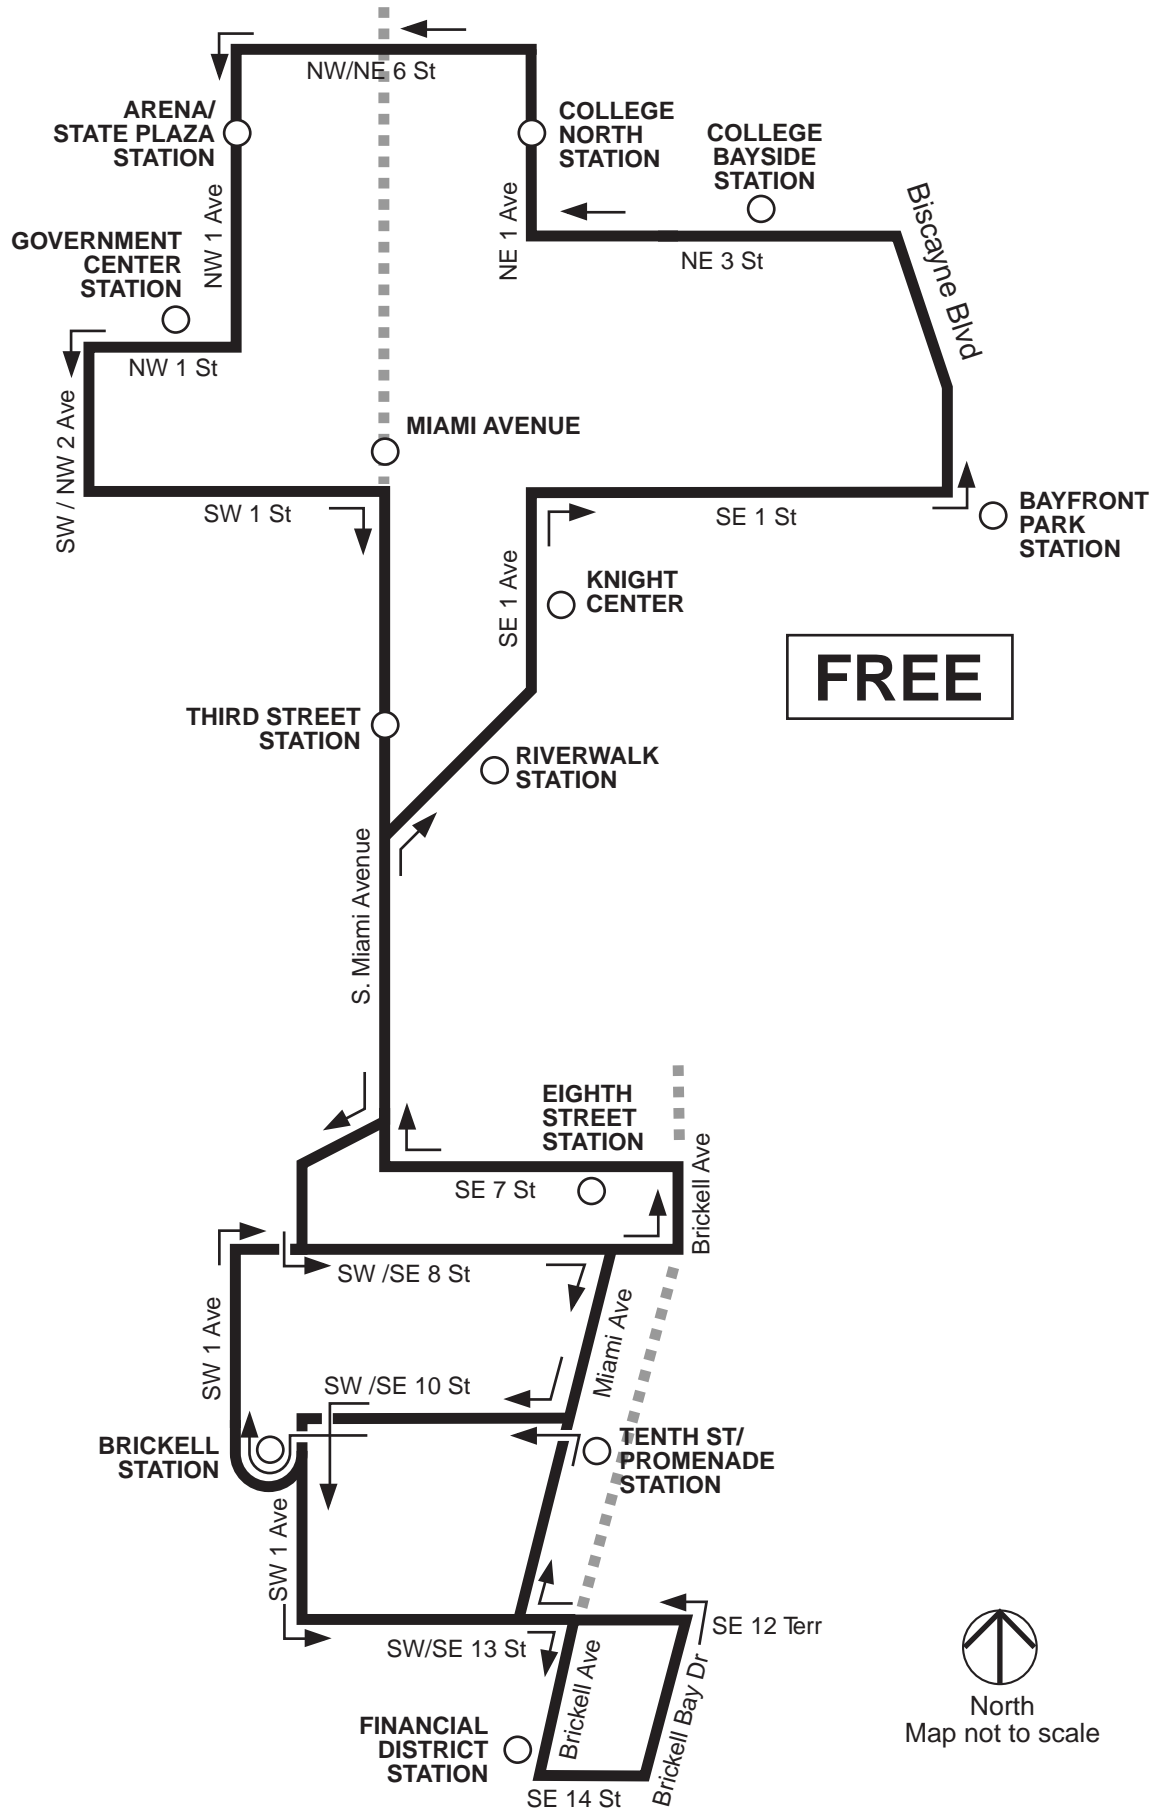 NW/NE 6 St
ARENA/
STATE PLAZA
STATION
COLLEGE
NORTH
STATION
COLLEGE
BAYSIDE
STATION
NW 1 Ave
NE 1 Ave
Biscayne Blvd
GOVERNMENT
CENTER
STATION
NE 3 St
NW 1 St
SW / NW 2 Ave
MIAMI AVENUE
SW 1 St
SE 1 St
BAYFRONT
PARK
STATION
SE 1 Ave
KNIGHT
CENTER
FREE
THIRD STREET
STATION
RIVERWALK
STATION
S. Miami Avenue
EIGHTH
STREET
STATION
Brickell Ave
SE 7 St
SW /SE 8 St
SW 1 Ave
Miami Ave
SW /SE 10 St
BRICKELL
STATION
TENTH ST/
PROMENADE
STATION
SW 1 Ave
SE 12 Terr
SW/SE 13 St
Brickell Ave
Brickell Bay Dr
FINANCIAL
DISTRICT
STATION
SE 14 St
North
Map not to scale